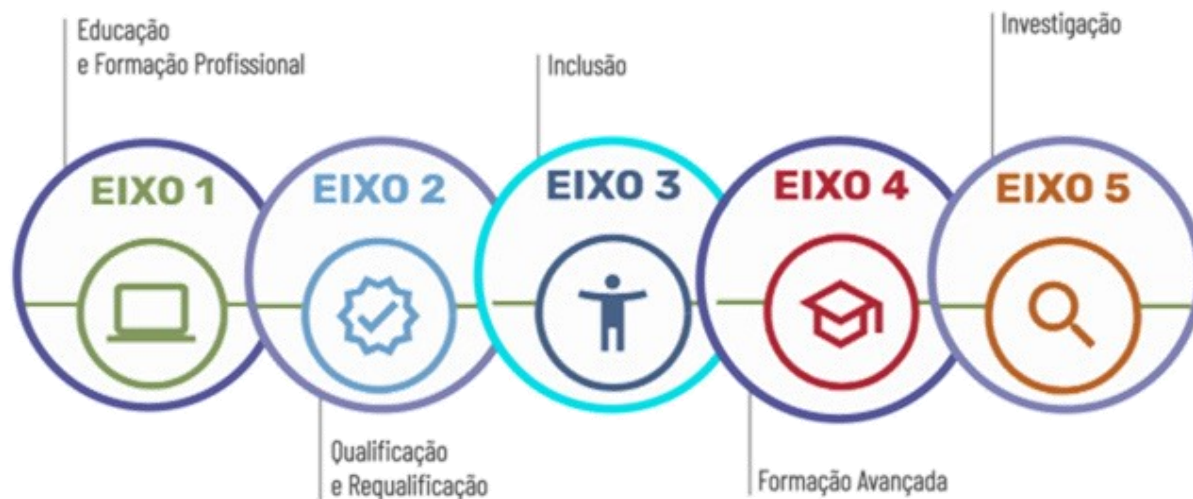 Educação
e Formação Profissional
Inclusão
Investigação
EIXO 1
EIXO 2
EIXO 3
EIXO 4
EIXO 5
Qualificação
e Requalificação
Formação Avançada